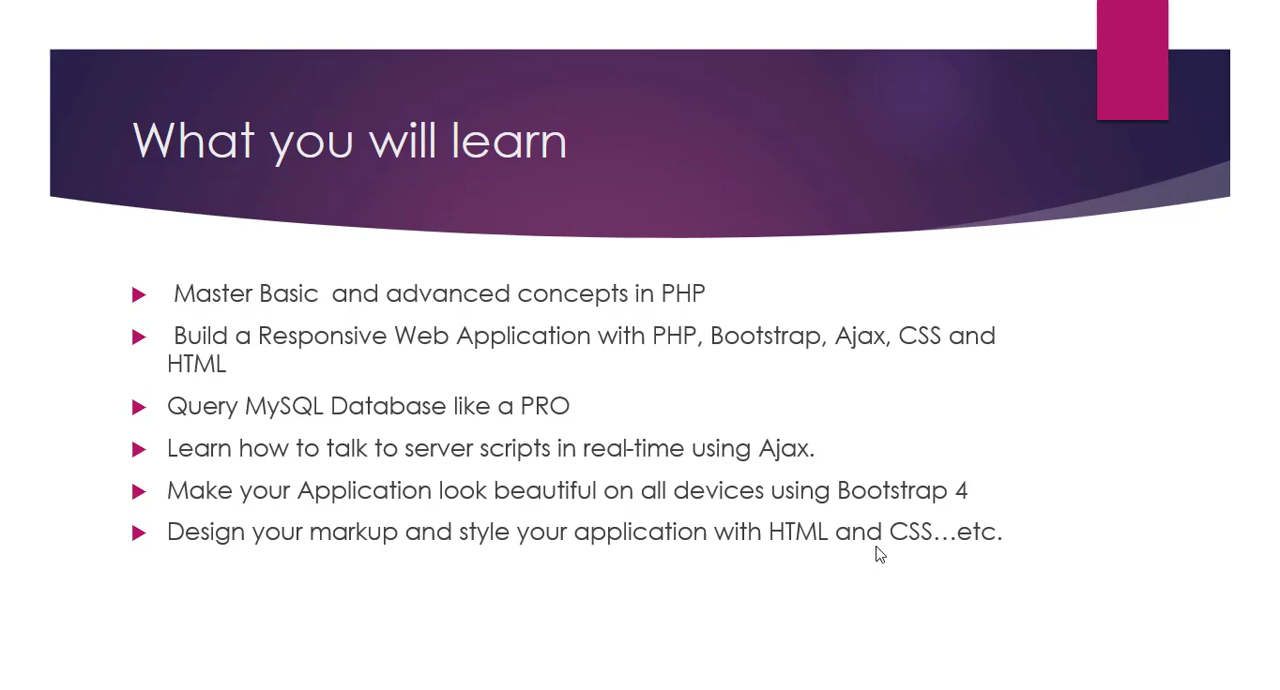 What you will learn
Master Basic  and advanced concepts in PHP
Build a Responsive Web Application with PHP, Bootstrap, Ajax, CSS and
HTML
Query MySQL Database like a PRO
Learn how to talk to server scripts in real-time using Ajax.
Make your Application look beautiful on all devices using Bootstrap 4
Design your markup and style your application with HTML and CSS…etc.